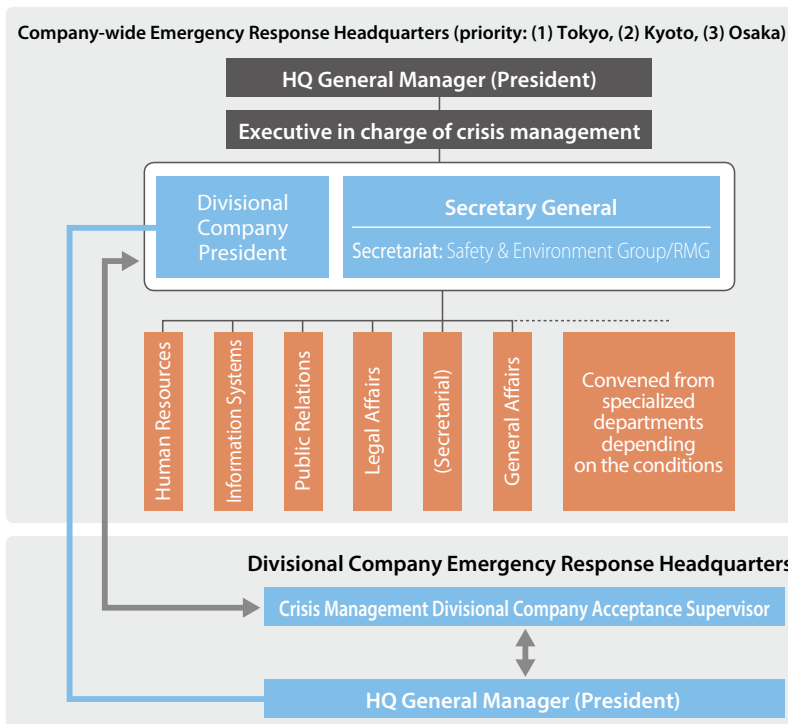 Company-wide Emergency Response Headquarters (priority: (1) Tokyo, (2) Kyoto, (3) Osaka)
HQ General Manager (President)
Executive in charge of crisis management
Divisional
Company
President
Secretary General
Secretariat: Safety & Environment Group/RMG
Human Resources
Information Systems
Public Relations
Legal Affairs
(Secretarial)
General Affairs
Convened from
specialized
departments
depending
on the conditions
Divisional Company Emergency Response Headquarters
Crisis Management Divisional Company Acceptance Supervisor
HQ General Manager (President)